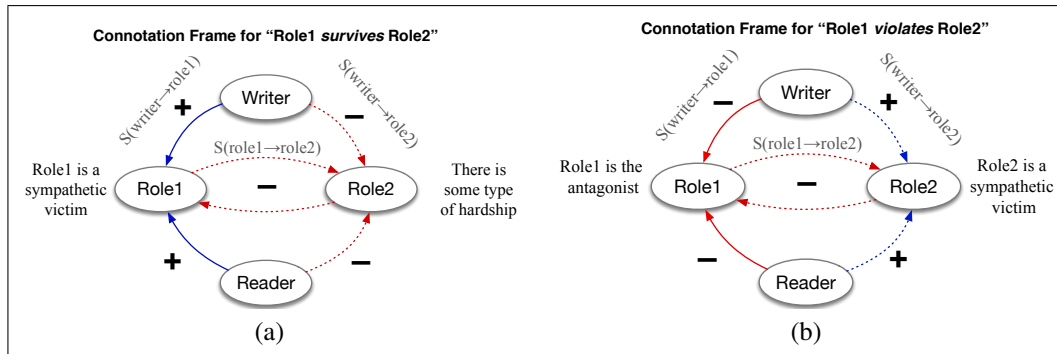 Connotation Frame for “Role1 survives Role2”
S(writer→role1)
+
Writer
−
S(writer→role2)
S(role1→role2)
Role1 is a
sympathetic
victim
Role1
−
Role2
There is
some type
of hardship
+
Reader
−
(a)
Connotation Frame for “Role1 violates Role2”
S(writer→role1)
−
Writer
+
S(writer→role2)
S(role1→role2)
Role1 is the
antagonist
Role1
−
Role2
Role2 is a
sympathetic
victim
−
Reader
+
(b)